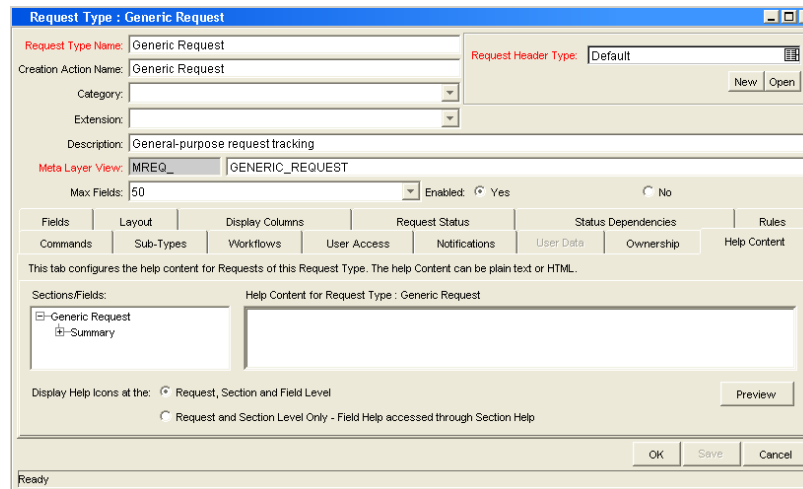 Request Type : Generic Request
Request Type Name: Generic Request
Request Header Type: Default
Creation Action Name: Generic Request
New Open
Category:
Extension:
Description: General-purpose request tracking
Meta Layer View: MREQ_ GENERIC_REQUEST
Max Fields: 50 Enabled: Yes No
Fields Layout Display Columns Request Status Status Dependencies Rules
Commands Sub-Types Workflows User Access Notifications User Data Ownership Help Content
This tab configures the help content for Requests of this Request Type. The help Content can be plain text or HTML.
Sections/Fields: Help Content for Request Type : Generic Request
Generic Request
Summary
Display Help Icons at the: Request, Section and Field Level
Preview
Request and Section Level Only - Field Help accessed through Section Help
OK Save Cancel
Ready